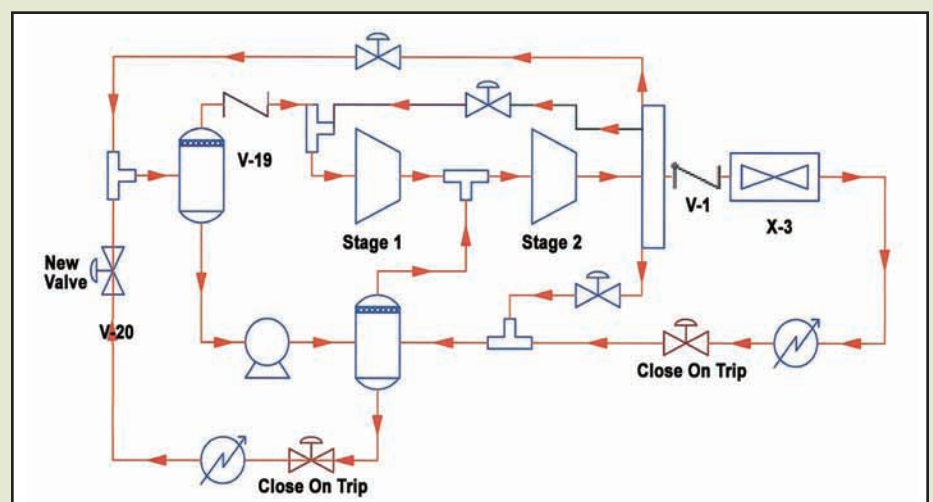 V-19
Stage 1
Stage 2
V-1
X-3
New
Valve
V-20
Close On Trip
Close On Trip